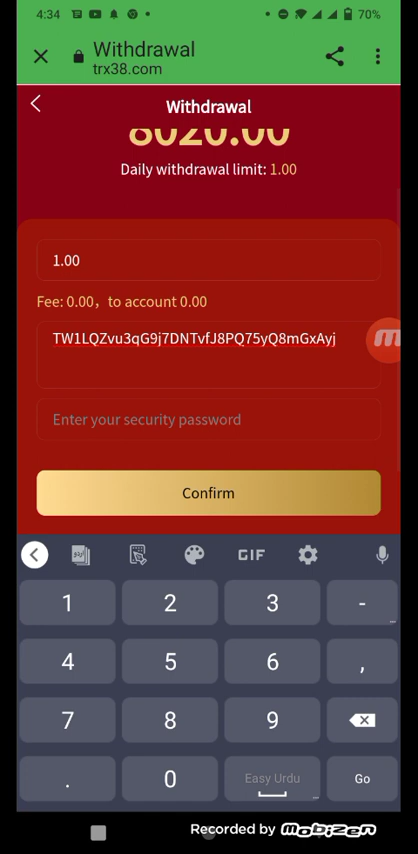 4:34
70%
Withdrawal
trx38.com
Withdrawal
8020.00
Daily withdrawal limit: 1.00
1.00
Fee: 0.00, to account 0.00
TW1LQZvu3qG9j7DNTvfJ8PQ75yQ8mGxAyj
Enter your security password
Confirm
GIF
1 2 3 -
4 5 6 ,
7 8 9
. 0 Easy Urdu Go
Recorded by mobizen